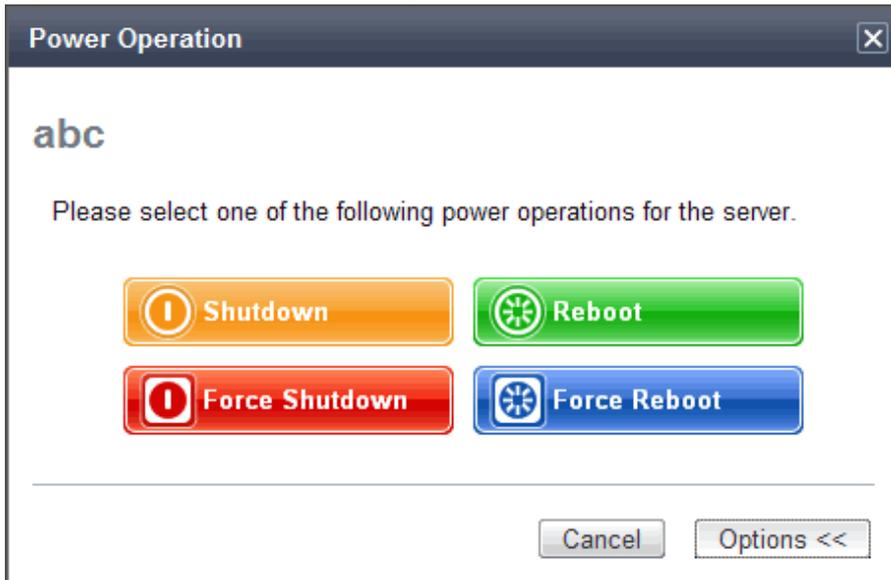 Power Operation
abc
Please select one of the following power operations for the server.
Shutdown
Reboot
Force Shutdown
Force Reboot
Cancel
Options <<